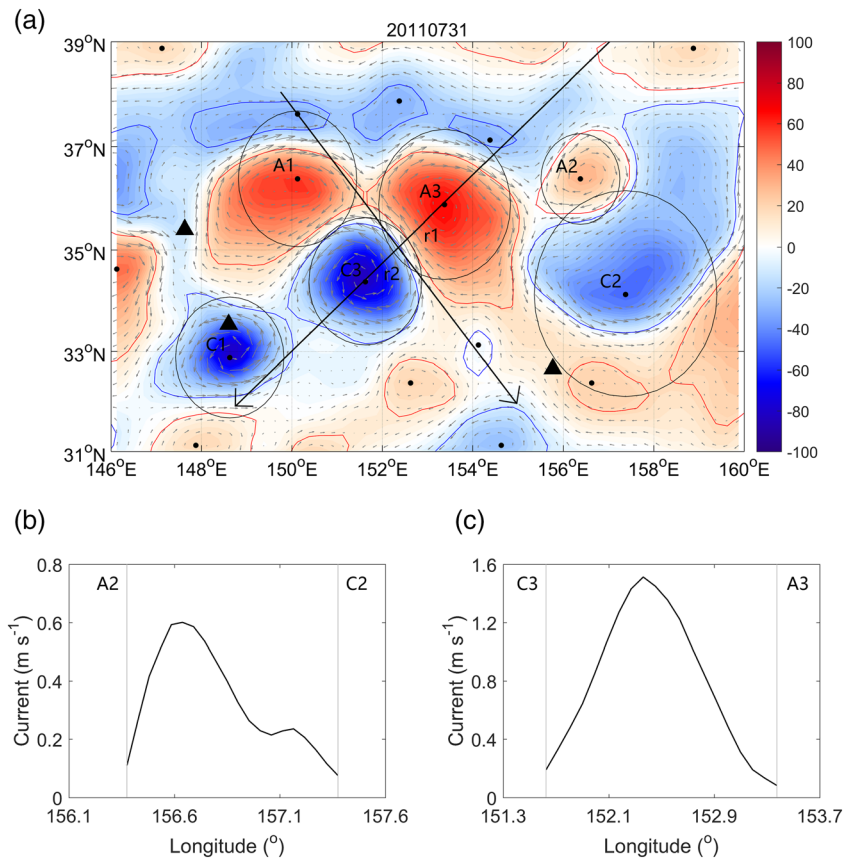 (a)
20110731
39°N
37°N
35°N
33°N
31°N
146°E
148°E
150°E
152°E
154°E
156°E
158°E
160°E
A1
A3
A2
r1
C3
r2
C2
C1
100
80
60
40
20
0
-20
-40
-60
-80
-100
(b)
A2
C2
Current (m s⁻¹)
0.8
0.6
0.4
0.2
0
156.1
156.6
157.1
157.6
Longitude (°)
(c)
C3
A3
Current (m s⁻¹)
1.6
1.2
0.8
0.4
0
151.3
152.1
152.9
153.7
Longitude (°)